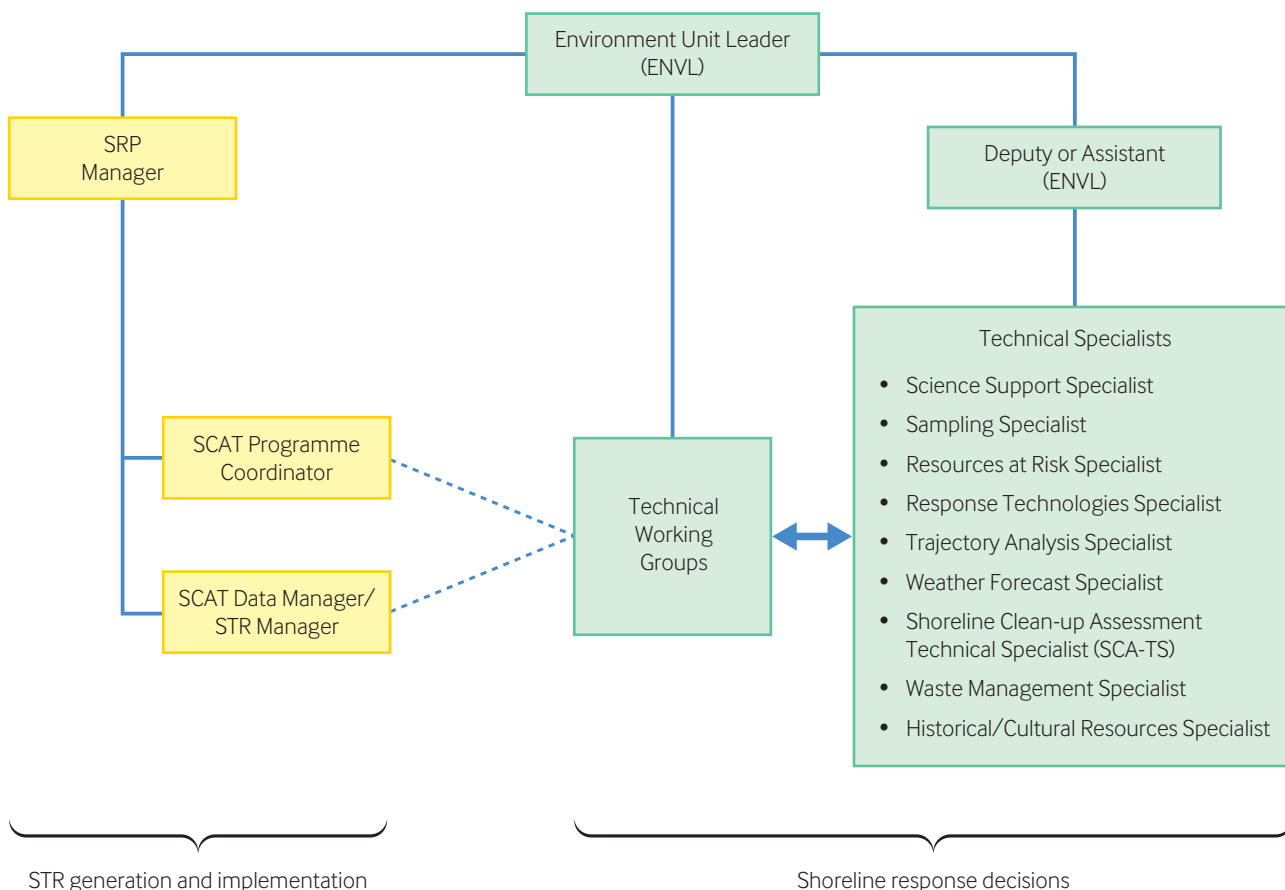 Environment Unit Leader
(ENVL)
SRP
Manager
Deputy or Assistant
(ENVL)
Technical Specialists
• Science Support Specialist
• Sampling Specialist
• Resources at Risk Specialist
• Response Technologies Specialist
• Trajectory Analysis Specialist
• Weather Forecast Specialist
• Shoreline Clean-up Assessment
Technical Specialist (SCA-TS)
• Waste Management Specialist
• Historical/Cultural Resources Specialist
SCAT Programme
Coordinator
Technical
Working
Groups
SCAT Data Manager/
STR Manager
STR generation and implementation
Shoreline response decisions